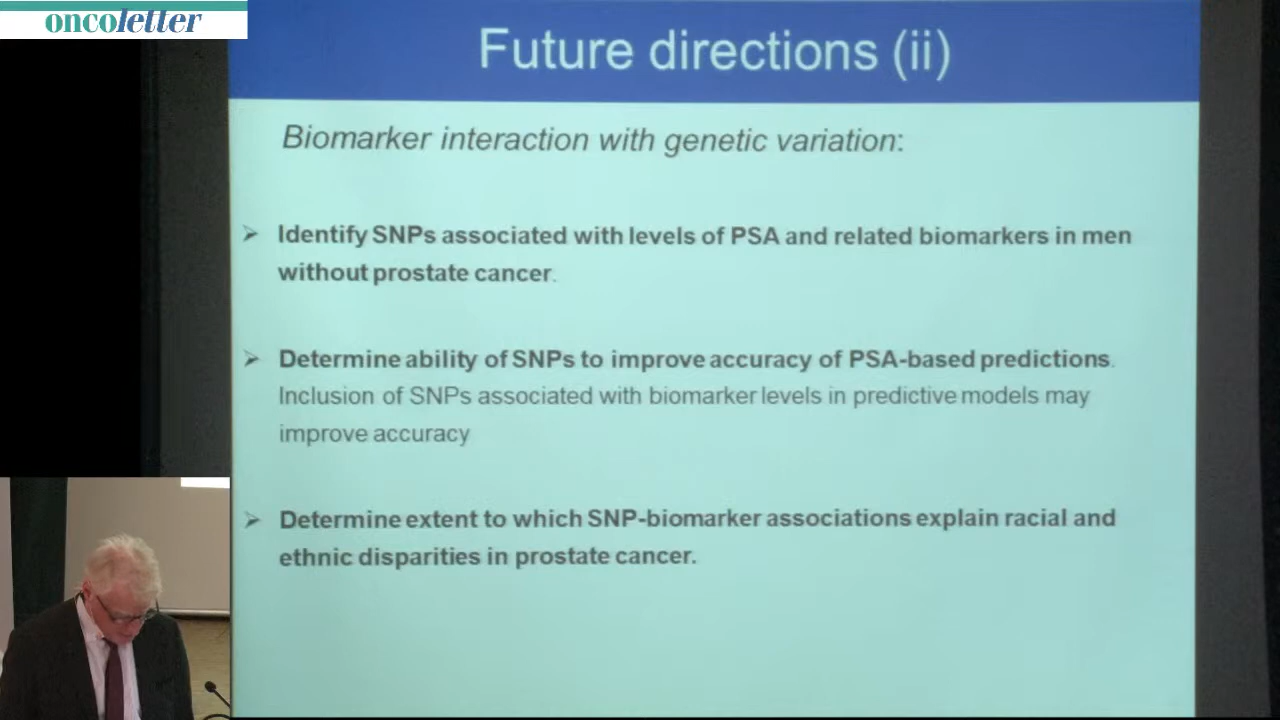 oncoletter
Future directions (ii)
Biomarker interaction with genetic variation:
➢ Identify SNPs associated with levels of PSA and related biomarkers in men
without prostate cancer.
➢ Determine ability of SNPs to improve accuracy of PSA-based predictions.
Inclusion of SNPs associated with biomarker levels in predictive models may
improve accuracy
➢ Determine extent to which SNP-biomarker associations explain racial and
ethnic disparities in prostate cancer.